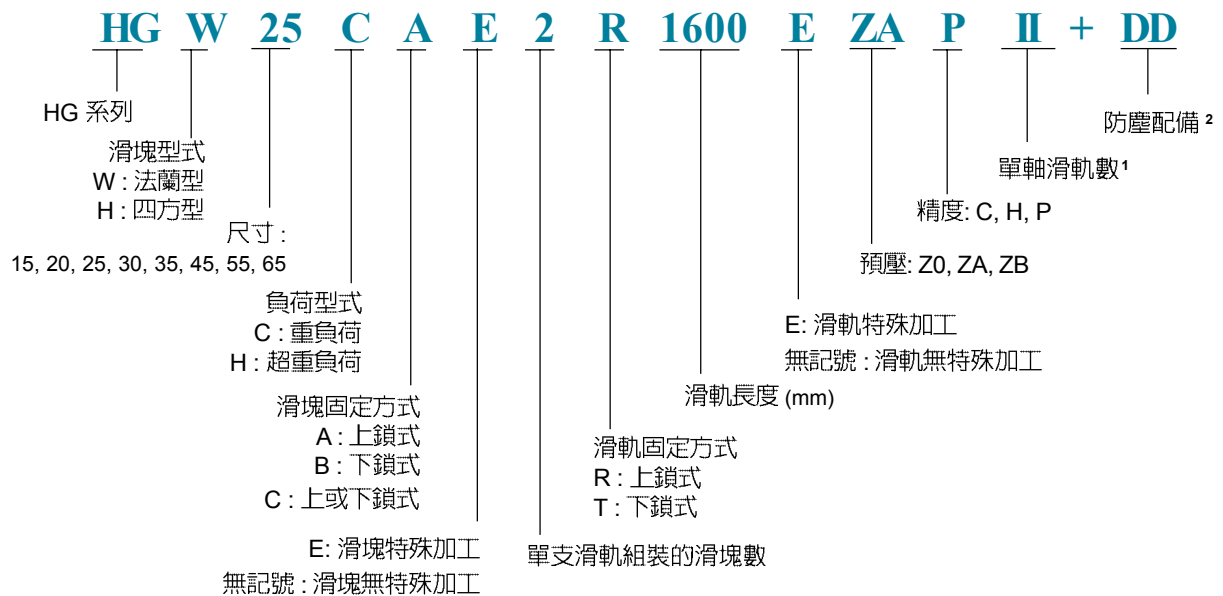 HG W 25 C A E 2 R 1600 E ZA P II + DD
HG 系列
滑塊型式
W : 法蘭型
H : 四方型
尺寸 :
15, 20, 25, 30, 35, 45, 55, 65
負荷型式
C : 重負荷
H : 超重負荷
滑塊固定方式
A : 上鎖式
B : 下鎖式
C : 上或下鎖式
E: 滑塊特殊加工
無記號 : 滑塊無特殊加工
單支滑軌組裝的滑塊數
滑軌固定方式
R : 上鎖式
T : 下鎖式
滑軌長度 (mm)
E: 滑軌特殊加工
無記號 : 滑軌無特殊加工
預壓: Z0, ZA, ZB
精度: C, H, P
單軸滑軌數¹
防塵配備 ²